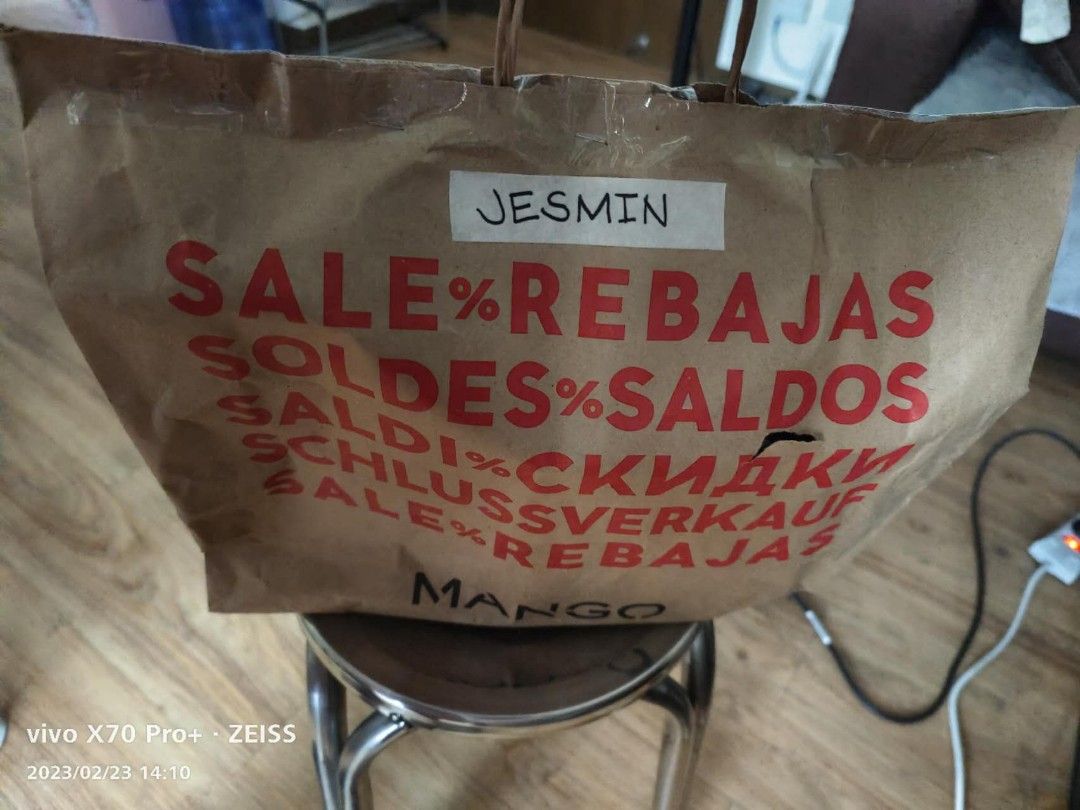 JESMIN
SALE%REBAJAS
SOLDES%SALDOS
SALDI%СКИДКИ
SCHLUSSVERKAUF
SALE%REBAJAS
MANGO
vivo X70 Pro+ · ZEISS
2023/02/23 14:10